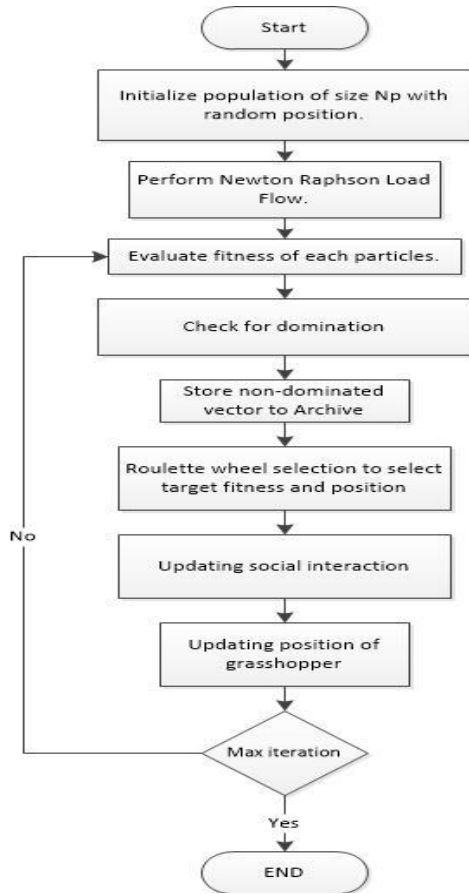 Start
Initialize population of size Np with
random position.
Perform Newton Raphson Load
Flow.
Evaluate fitness of each particles.
Check for domination
Store non-dominated
vector to Archive
Roulette wheel selection to select
target fitness and position
No
Updating social interaction
Updating position of
grasshopper
Max iteration
Yes
END